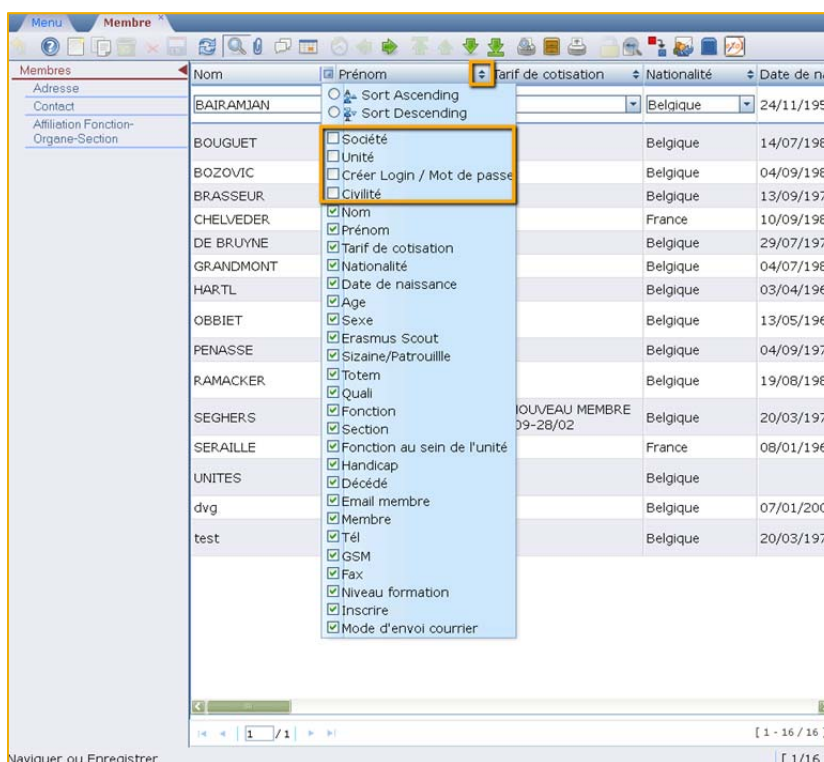 Menu Membre
Membres
Adresse
Contact
Affiliation Fonction-
Organe-Section
Nom Prénom Tarif de cotisation Nationalité Date de na
Sort Ascending
Sort Descending
Société
Unité
Créer Login / Mot de passe
Civilité
Nom
Prénom
Tarif de cotisation
Nationalité
Date de naissance
Age
Sexe
Erasmus Scout
Sizaine/Patrouillle
Totem
Quali
Fonction
Section
Fonction au sein de l'unité
Handicap
Décédé
Email membre
Membre
Tél
GSM
Fax
Niveau formation
Inscrire
Mode d'envoi courrier
BAIRAMJAN Belgique 24/11/195
BOUGUET Belgique 14/07/198
BOZOVIC Belgique 04/09/198
BRASSEUR Belgique 13/09/197
CHELVEDER France 10/09/198
DE BRUYNE Belgique 29/07/197
GRANDMONT Belgique 04/07/198
HARTL Belgique 03/04/196
OBBIET Belgique 13/05/196
PENASSE Belgique 04/09/197
RAMACKER Belgique 19/08/198
SEGHERS IOUVEAU MEMBRE
09-28/02 Belgique 20/03/197
SERAILLE France 08/01/196
UNITES Belgique
dvg Belgique 07/01/200
test Belgique 20/03/197
1 / 1 [ 1 - 16 / 16 ]
Naviguer ou Enregistrer [ 1/16